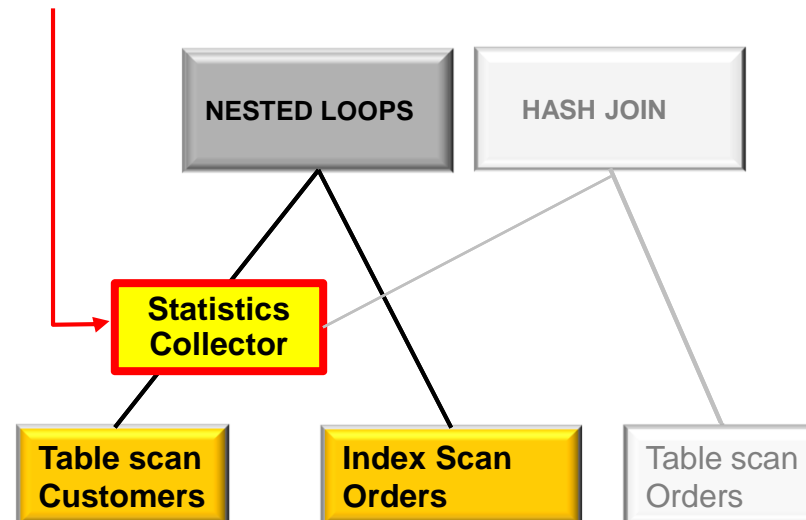 NESTED LOOPS
HASH JOIN
Statistics
Collector
Table scan
Customers
Index Scan
Orders
Table scan
Orders